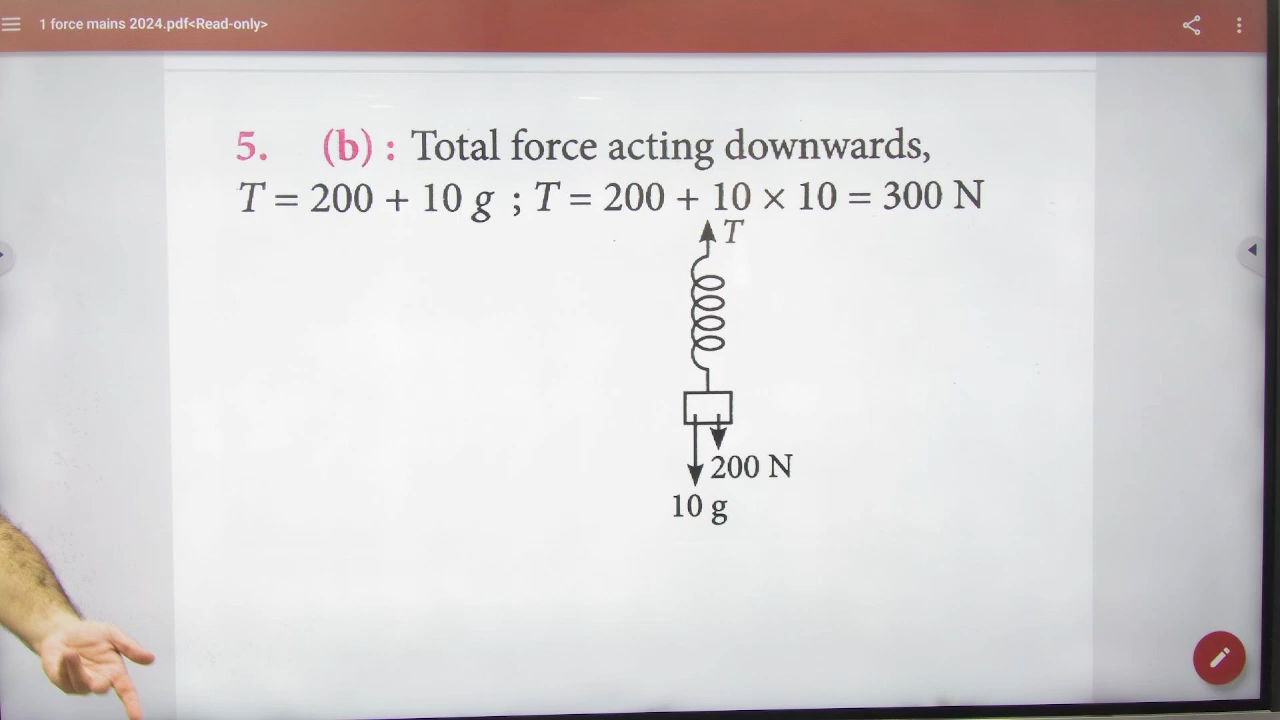 1 force mains 2024.pdf<Read-only>
5. (b) : Total force acting downwards,
T = 200 + 10 g ; T = 200 + 10 × 10 = 300 N
T
200 N
10 g